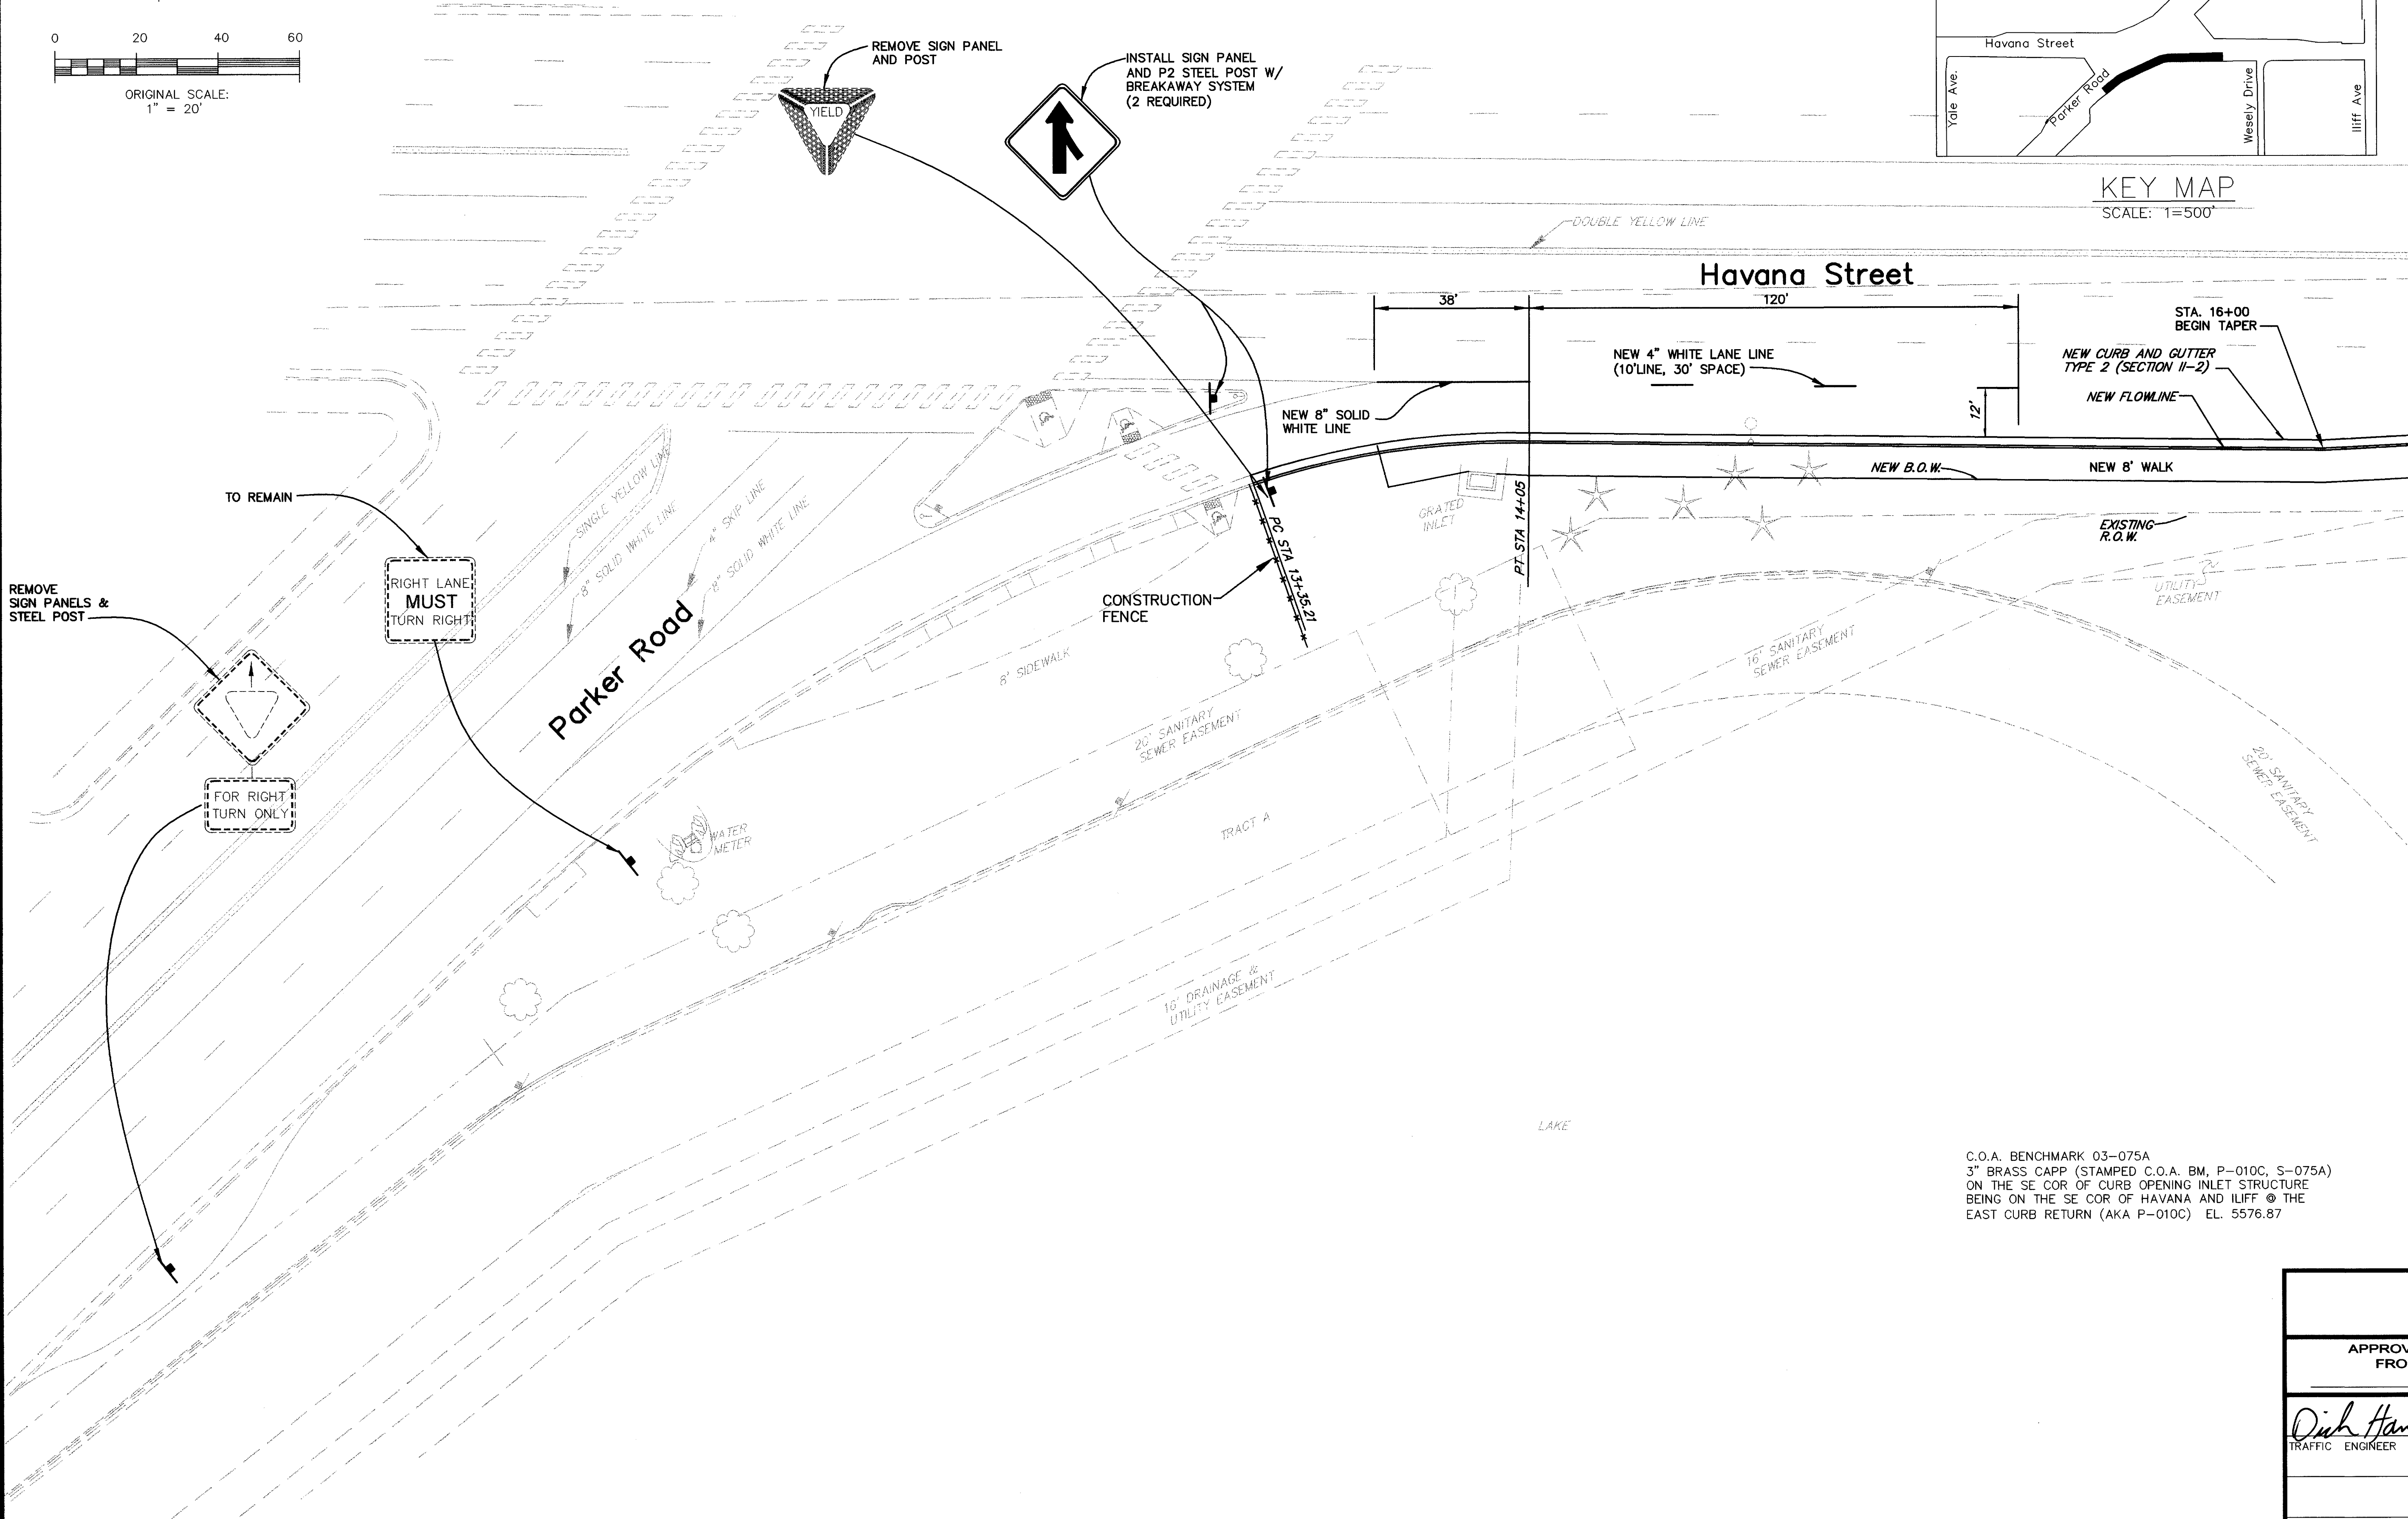 0 20 40 60
ORIGINAL SCALE:
1" = 20'
REMOVE SIGN PANEL
AND POST
YIELD
INSTALL SIGN PANEL
AND P2 STEEL POST W/
BREAKAWAY SYSTEM
(2 REQUIRED)
Havana Street
Yale Ave.
Parker Road
Wesely Drive
Iliff Ave
KEY MAP
SCALE: 1=500'
DOUBLE YELLOW LINE
Havana Street
38'
120'
STA. 16+00
BEGIN TAPER
NEW 4" WHITE LANE LINE
(10'LINE, 30' SPACE)
NEW CURB AND GUTTER
TYPE 2 (SECTION II-2)
NEW FLOWLINE
12'
NEW 8" SOLID
WHITE LINE
NEW B.O.W.
NEW 8' WALK
TO REMAIN
SINGLE YELLOW LINE
8" SOLID WHITE LINE
4" SKIP LINE
8" SOLID WHITE LINE
GRATED
INLET
PT STA 14+05
EXISTING
R.O.W.
PC STA 13+35.21
RIGHT LANE
MUST
TURN RIGHT
REMOVE
SIGN PANELS &
STEEL POST
CONSTRUCTION
FENCE
UTILITY
EASEMENT
Parker Road
8' SIDEWALK
16' SANITARY
SEWER EASEMENT
20' SANITARY
SEWER EASEMENT
20' SANITARY
SEWER EASEMENT
FOR RIGHT
TURN ONLY
WATER
METER
TRACT A
16' DRAINAGE &
UTILITY EASEMENT
LAKE
C.O.A. BENCHMARK 03-075A
3" BRASS CAPP (STAMPED C.O.A. BM, P-010C, S-075A)
ON THE SE COR OF CURB OPENING INLET STRUCTURE
BEING ON THE SE COR OF HAVANA AND ILIFF @ THE
EAST CURB RETURN (AKA P-010C) EL. 5576.87
APPROV
FRO
TRAFFIC ENGINEER